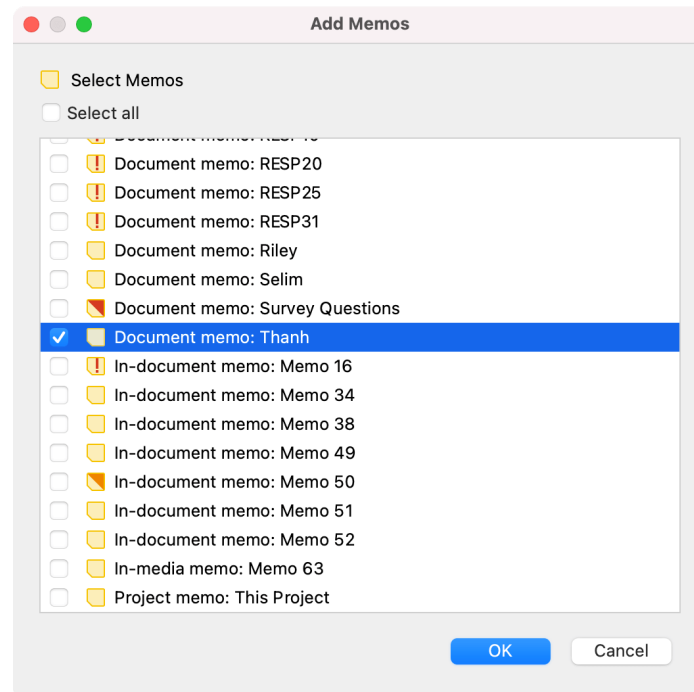 Add Memos
Select Memos
Select all
Document memo: RESP20
Document memo: RESP25
Document memo: RESP31
Document memo: Riley
Document memo: Selim
Document memo: Survey Questions
Document memo: Thanh
In-document memo: Memo 16
In-document memo: Memo 34
In-document memo: Memo 38
In-document memo: Memo 49
In-document memo: Memo 50
In-document memo: Memo 51
In-document memo: Memo 52
In-media memo: Memo 63
Project memo: This Project
OK Cancel